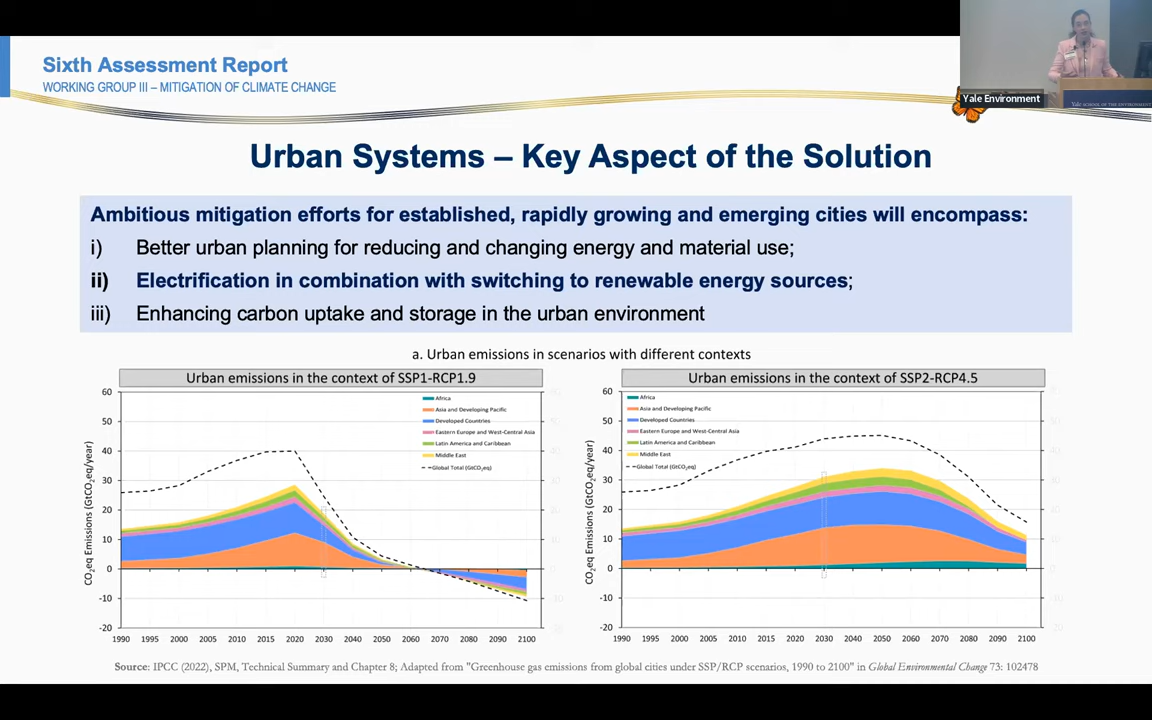 Sixth Assessment Report
WORKING GROUP III – MITIGATION OF CLIMATE CHANGE
Yale Environment
YALE SCHOOL OF THE ENVIRONMENT
Urban Systems – Key Aspect of the Solution
Ambitious mitigation efforts for established, rapidly growing and emerging cities will encompass:
i) Better urban planning for reducing and changing energy and material use;
ii) Electrification in combination with switching to renewable energy sources;
iii) Enhancing carbon uptake and storage in the urban environment
a. Urban emissions in scenarios with different contexts
Urban emissions in the context of SSP1-RCP1.9
60
50
40
30
20
10
0
-10
-20
CO₂eq Emissions (GtCO₂eq/year)
Africa
Asia and Developing Pacific
Developed Countries
Eastern Europe and West-Central Asia
Latin America and Caribbean
Middle East
Global Total (GtCO₂eq)
1990 1995 2000 2005 2010 2015 2020 2030 2040 2050 2060 2070 2080 2090 2100
Urban emissions in the context of SSP2-RCP4.5
60
50
40
30
20
10
0
-10
-20
CO₂eq Emissions (GtCO₂eq/year)
Africa
Asia and Developing Pacific
Developed Countries
Eastern Europe and West-Central Asia
Latin America and Caribbean
Middle East
Global Total (GtCO₂eq)
1990 1995 2000 2005 2010 2015 2020 2030 2040 2050 2060 2070 2080 2090 2100
Source: IPCC (2022), SPM, Technical Summary and Chapter 8; Adapted from "Greenhouse gas emissions from global cities under SSP/RCP scenarios, 1990 to 2100" in Global Environmental Change 73: 102478